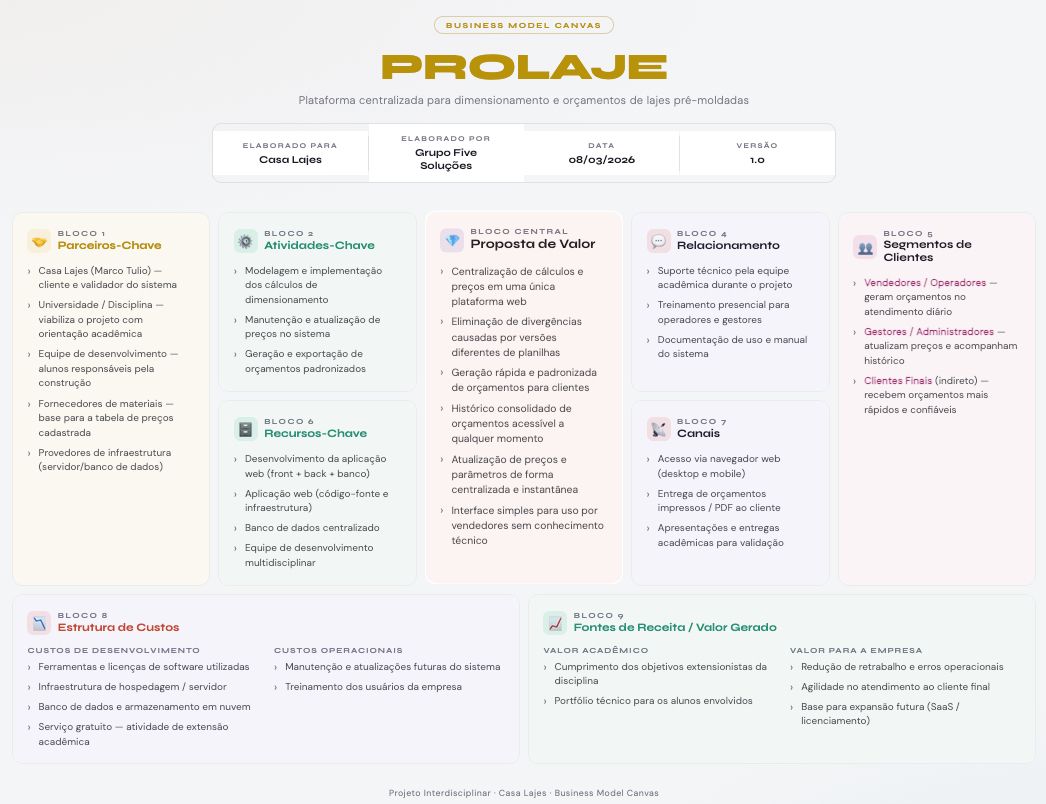 BUSINESS MODEL CANVAS
PROLAJE
Plataforma centralizada para dimensionamento e orçamentos de lajes pré-moldadas
ELABORADO PARA
Casa Lajes
ELABORADO POR
Grupo Five
Soluções
DATA
08/03/2026
VERSÃO
1.0
BLOCO 1
Parceiros-Chave
› Casa Lajes (Marco Tulio) —
cliente e validador do sistema
› Universidade / Disciplina —
viabiliza o projeto com
orientação acadêmica
› Equipe de desenvolvimento —
alunos responsáveis pela
construção
› Fornecedores de materiais —
base para a tabela de preços
cadastrada
› Provedores de infraestrutura
(servidor/banco de dados)
BLOCO 2
Atividades-Chave
› Modelagem e implementação
dos cálculos de
dimensionamento
› Manutenção e atualização de
preços no sistema
› Geração e exportação de
orçamentos padronizados
BLOCO 6
Recursos-Chave
› Desenvolvimento da aplicação
web (front + back + banco)
› Aplicação web (código-fonte e
infraestrutura)
› Banco de dados centralizado
› Equipe de desenvolvimento
multidisciplinar
BLOCO CENTRAL
Proposta de Valor
› Centralização de cálculos e
preços em uma única
plataforma web
› Eliminação de divergências
causadas por versões
diferentes de planilhas
› Geração rápida e padronizada
de orçamentos para clientes
› Histórico consolidado de
orçamentos acessível a
qualquer momento
› Atualização de preços e
parâmetros de forma
centralizada e instantânea
› Interface simples para uso por
vendedores sem conhecimento
técnico
BLOCO 4
Relacionamento
› Suporte técnico pela equipe
acadêmica durante o projeto
› Treinamento presencial para
operadores e gestores
› Documentação de uso e manual
do sistema
BLOCO 7
Canais
› Acesso via navegador web
(desktop e mobile)
› Entrega de orçamentos
impressos / PDF ao cliente
› Apresentações e entregas
acadêmicas para validação
BLOCO 5
Segmentos de
Clientes
› Vendedores / Operadores —
geram orçamentos no
atendimento diário
› Gestores / Administradores —
atualizam preços e acompanham
histórico
› Clientes Finais (indireto) —
recebem orçamentos mais
rápidos e confiáveis
BLOCO 8
Estrutura de Custos
CUSTOS DE DESENVOLVIMENTO
› Ferramentas e licenças de software utilizadas
› Infraestrutura de hospedagem / servidor
› Banco de dados e armazenamento em nuvem
› Serviço gratuito — atividade de extensão
acadêmica
CUSTOS OPERACIONAIS
› Manutenção e atualizações futuras do sistema
› Treinamento dos usuários da empresa
BLOCO 9
Fontes de Receita / Valor Gerado
VALOR ACADÊMICO
› Cumprimento dos objetivos extensionistas da
disciplina
› Portfólio técnico para os alunos envolvidos
VALOR PARA A EMPRESA
› Redução de retrabalho e erros operacionais
› Agilidade no atendimento ao cliente final
› Base para expansão futura (SaaS /
licenciamento)
Projeto Interdisciplinar · Casa Lajes · Business Model Canvas